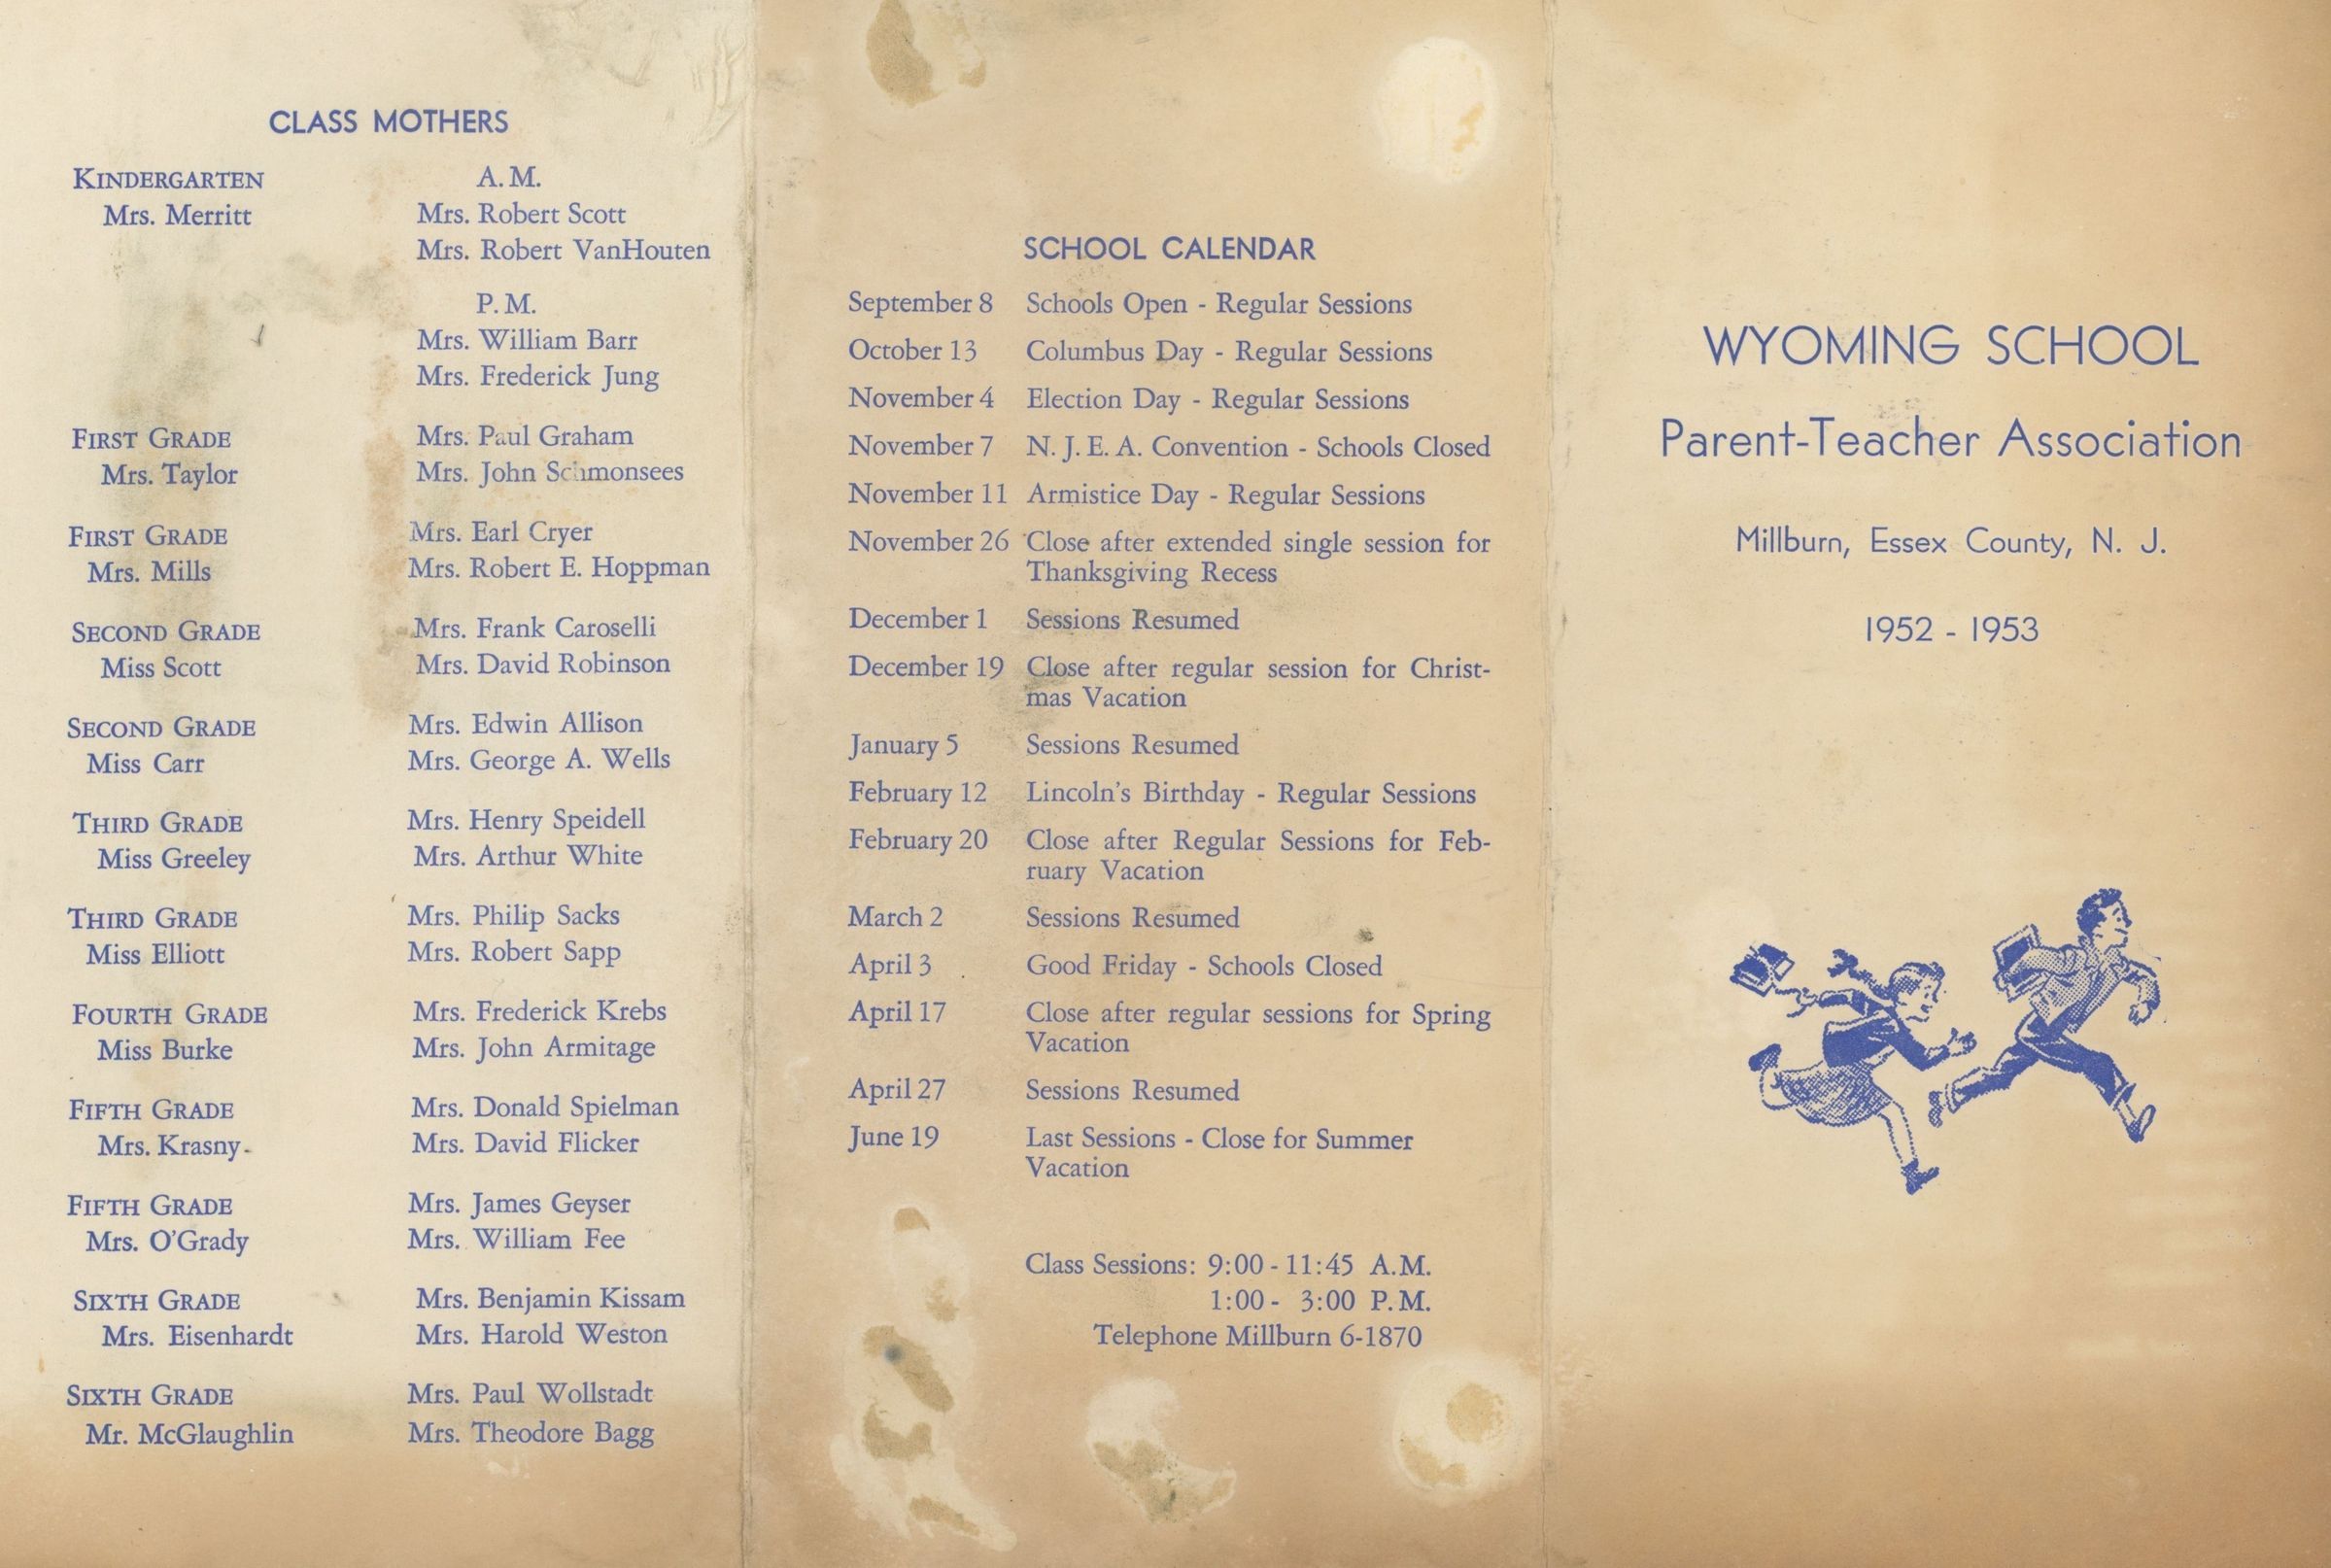 CLASS MOTHERS
KINDERGARTEN A. M.
Mrs. Merritt Mrs. Robert Scott
Mrs. Robert VanHouten
P. M.
Mrs. William Barr
Mrs. Frederick Jung
FIRST GRADE Mrs. Paul Graham
Mrs. Taylor Mrs. John Schmonsees
FIRST GRADE Mrs. Earl Cryer
Mrs. Mills Mrs. Robert E. Hoppman
SECOND GRADE Mrs. Frank Caroselli
Miss Scott Mrs. David Robinson
SECOND GRADE Mrs. Edwin Allison
Miss Carr Mrs. George A. Wells
THIRD GRADE Mrs. Henry Speidell
Miss Greeley Mrs. Arthur White
THIRD GRADE Mrs. Philip Sacks
Miss Elliott Mrs. Robert Sapp
FOURTH GRADE Mrs. Frederick Krebs
Miss Burke Mrs. John Armitage
FIFTH GRADE Mrs. Donald Spielman
Mrs. Krasny Mrs. David Flicker
FIFTH GRADE Mrs. James Geyser
Mrs. O'Grady Mrs. William Fee
SIXTH GRADE Mrs. Benjamin Kissam
Mrs. Eisenhardt Mrs. Harold Weston
SIXTH GRADE Mrs. Paul Wollstadt
Mr. McGlaughlin Mrs. Theodore Bagg
SCHOOL CALENDAR
September 8 Schools Open - Regular Sessions
October 13 Columbus Day - Regular Sessions
November 4 Election Day - Regular Sessions
November 7 N. J. E. A. Convention - Schools Closed
November 11 Armistice Day - Regular Sessions
November 26 Close after extended single session for
Thanksgiving Recess
December 1 Sessions Resumed
December 19 Close after regular session for Christ-
mas Vacation
January 5 Sessions Resumed
February 12 Lincoln's Birthday - Regular Sessions
February 20 Close after Regular Sessions for Feb-
ruary Vacation
March 2 Sessions Resumed
April 3 Good Friday - Schools Closed
April 17 Close after regular sessions for Spring
Vacation
April 27 Sessions Resumed
June 19 Last Sessions - Close for Summer
Vacation
Class Sessions: 9:00 - 11:45 A.M.
1:00 - 3:00 P.M.
Telephone Millburn 6-1870
WYOMING SCHOOL
Parent-Teacher Association
Millburn, Essex County, N. J.
1952 - 1953